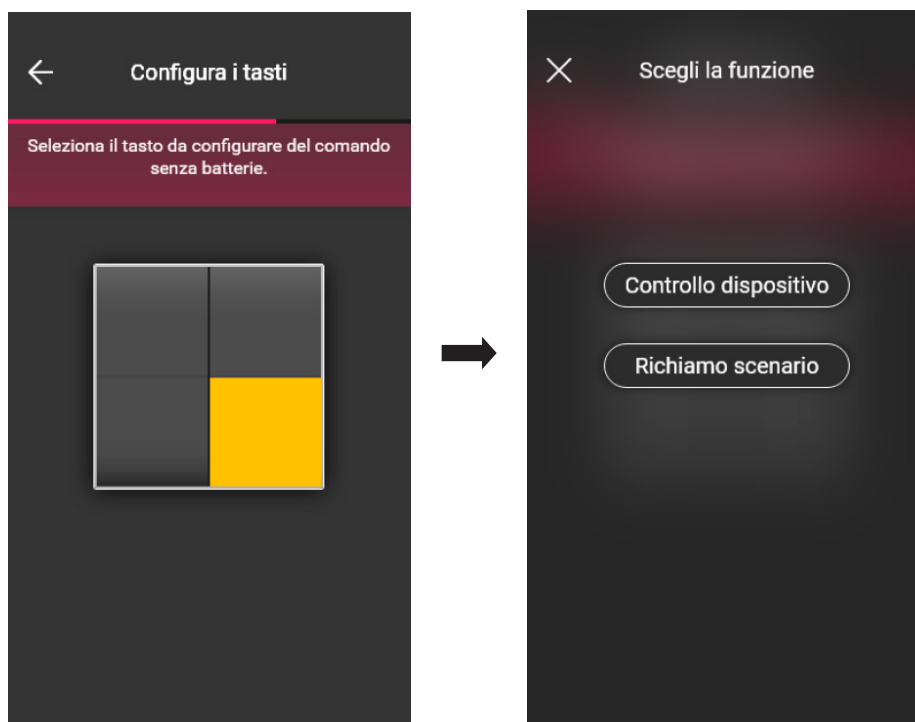 Configura i tasti
Seleziona il tasto da configurare del comando
senza batterie.
Scegli la funzione
Controllo dispositivo
Richiamo scenario